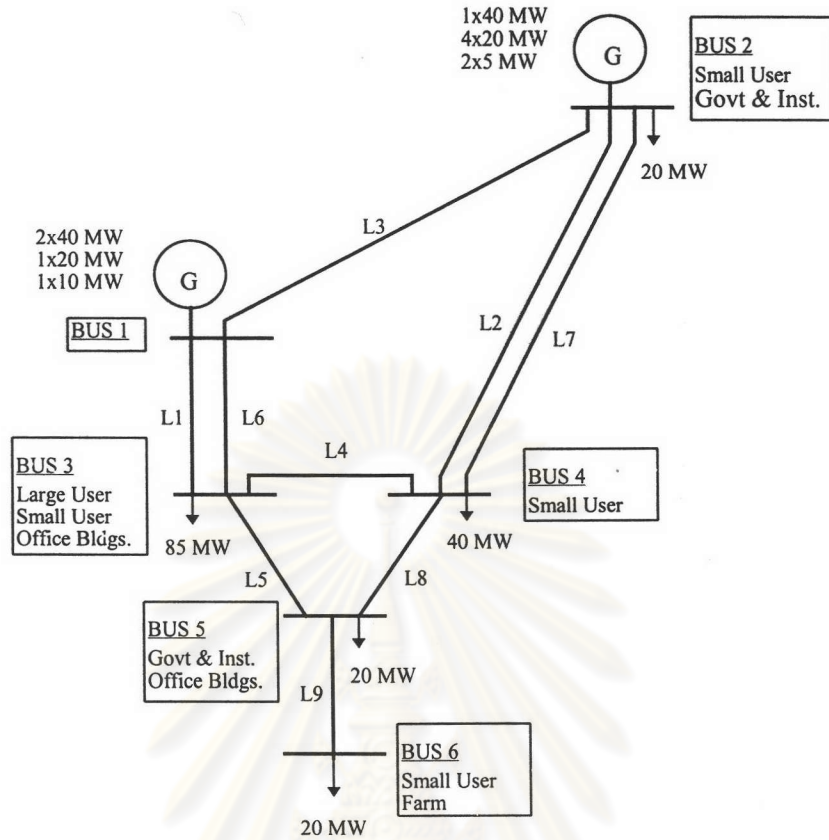 1x40 MW
4x20 MW
2x5 MW
G
BUS 2
Small User
Govt & Inst.
20 MW
L3
2x40 MW
1x20 MW
1x10 MW
G
BUS 1
L2
L7
L1
L6
BUS 3
Large User
Small User
Office Bldgs.
L4
BUS 4
Small User
85 MW
40 MW
L5
L8
BUS 5
Govt & Inst.
Office Bldgs.
20 MW
L9
BUS 6
Small User
Farm
20 MW